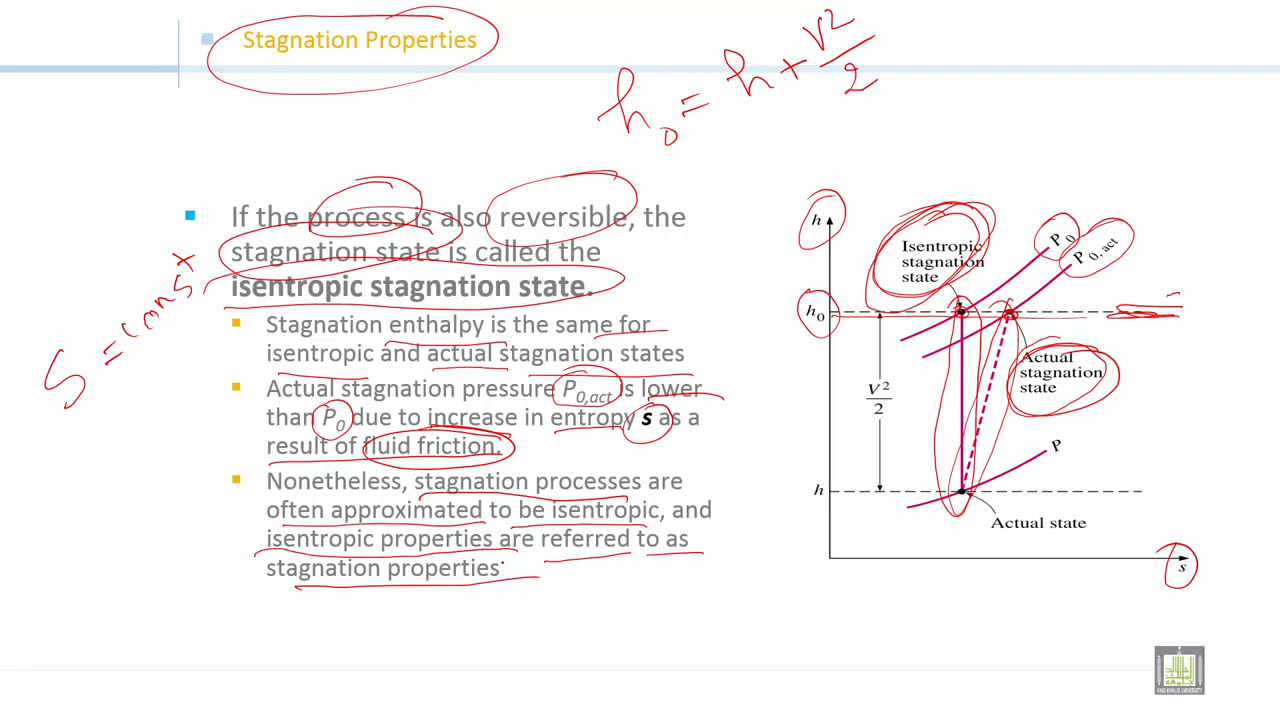 Stagnation Properties
h₀ = h + V²/2
If the process is also reversible, the
stagnation state is called the
isentropic stagnation state.
S = const
Stagnation enthalpy is the same for
isentropic and actual stagnation states
Actual stagnation pressure P0,act is lower
than P0 due to increase in entropy s as a
result of fluid friction.
Nonetheless, stagnation processes are
often approximated to be isentropic, and
isentropic properties are referred to as
stagnation properties
h
Isentropic
stagnation
state
P₀
P0,act
h₀
Actual
stagnation
state
V²
2
P
h
Actual state
s
KING KHALID UNIVERSITY